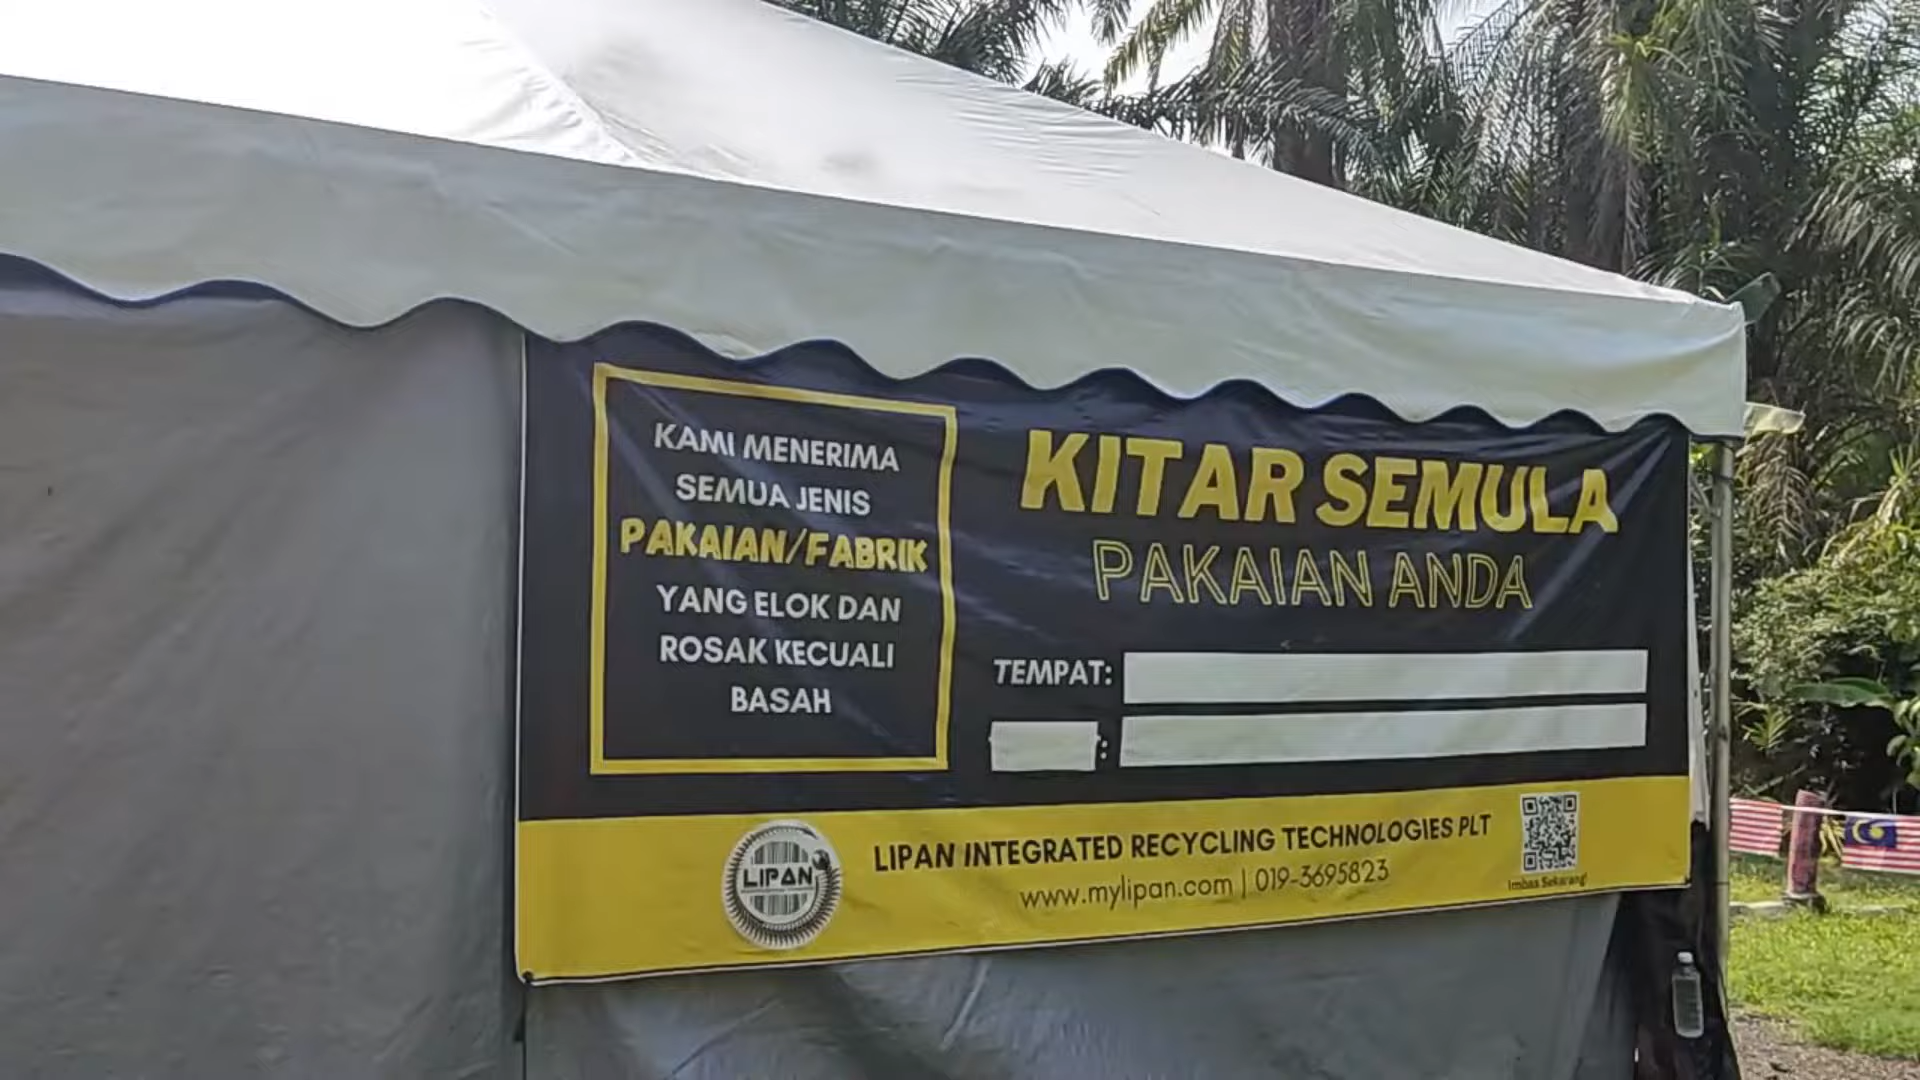 KAMI MENERIMA
SEMUA JENIS
PAKAIAN/FABRIK
YANG ELOK DAN
ROSAK KECUALI
BASAH
KITAR SEMULA
PAKAIAN ANDA
TEMPAT:
:
LIPAN
LIPAN INTEGRATED RECYCLING TECHNOLOGIES PLT
www.mylipan.com | 019-3695823
Imbas Sekarang!